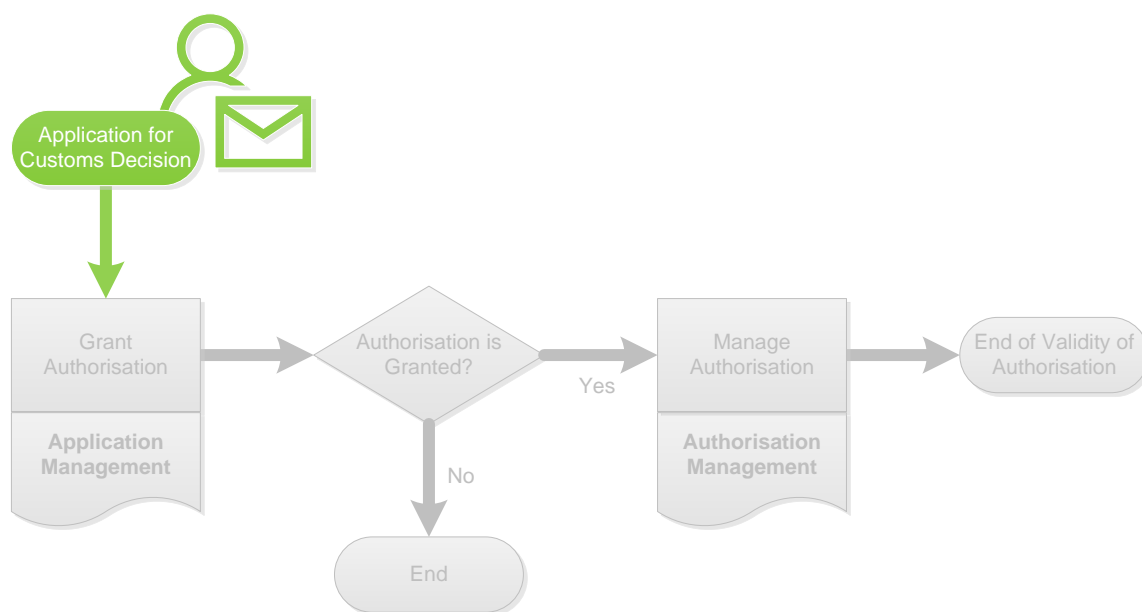 Application for
Customs Decision
Grant
Authorisation
Application
Management
Authorisation is
Granted?
Yes
No
End
Manage
Authorisation
Authorisation
Management
End of Validity of
Authorisation